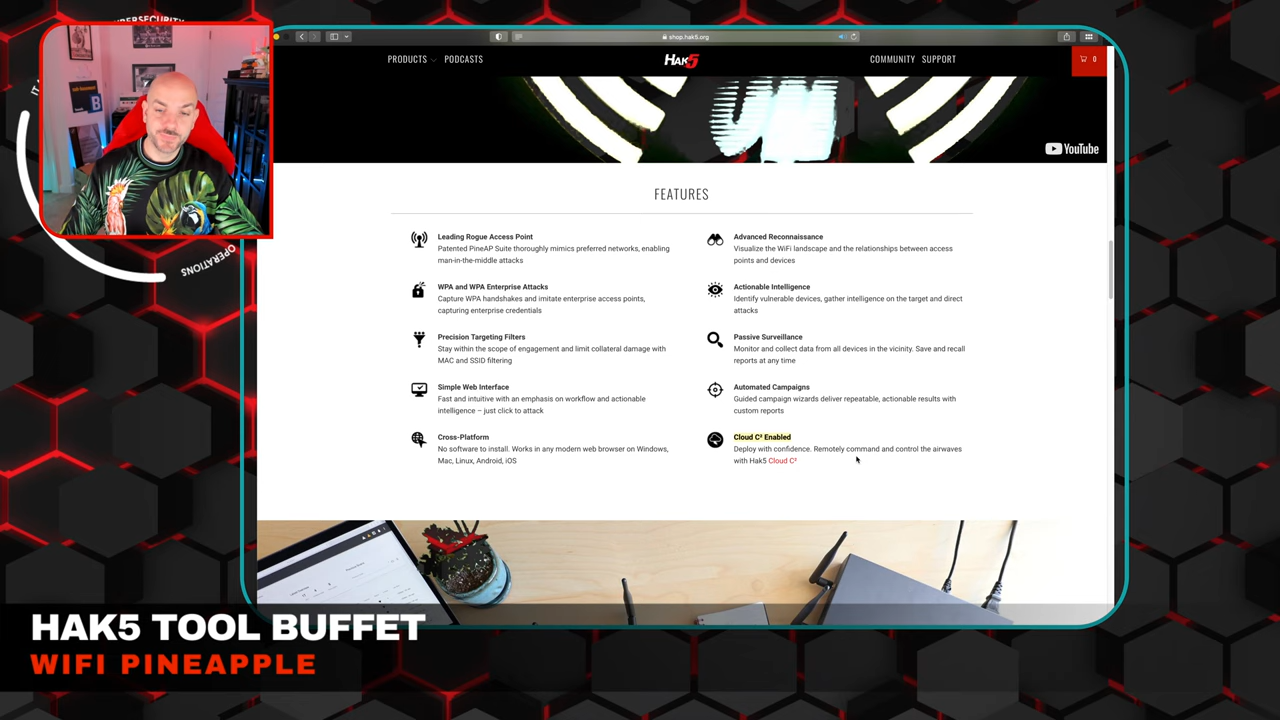 CYBERSECURITY
OPERATIONS
shop.hak5.org
PRODUCTS
PODCASTS
HAK5
COMMUNITY
SUPPORT
0
YouTube
FEATURES
Leading Rogue Access Point
Patented PineAP Suite thoroughly mimics preferred networks, enabling
man-in-the-middle attacks
WPA and WPA Enterprise Attacks
Capture WPA handshakes and imitate enterprise access points,
capturing enterprise credentials
Precision Targeting Filters
Stay within the scope of engagement and limit collateral damage with
MAC and SSID filtering
Simple Web Interface
Fast and intuitive with an emphasis on workflow and actionable
intelligence – just click to attack
Cross-Platform
No software to install. Works in any modern web browser on Windows,
Mac, Linux, Android, iOS
Advanced Reconnaissance
Visualize the WiFi landscape and the relationships between access
points and devices
Actionable Intelligence
Identify vulnerable devices, gather intelligence on the target and direct
attacks
Passive Surveillance
Monitor and collect data from all devices in the vicinity. Save and recall
reports at any time
Automated Campaigns
Guided campaign wizards deliver repeatable, actionable results with
custom reports
Cloud C² Enabled
Deploy with confidence. Remotely command and control the airwaves
with Hak5 Cloud C²
HAK5 TOOL BUFFET
WIFI PINEAPPLE